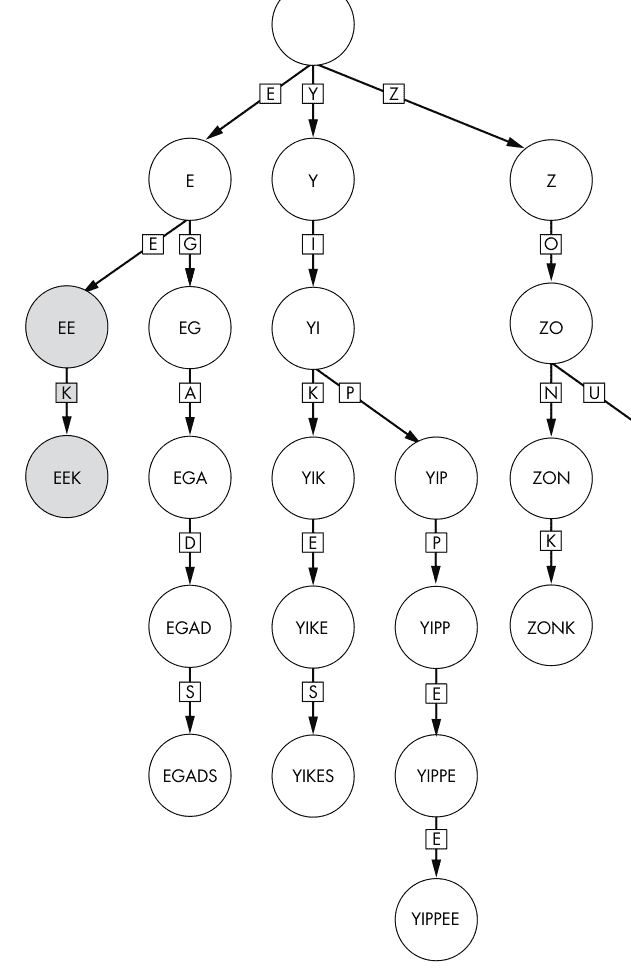 E Y Z
E Y Z
E G I O
EE EG YI ZO
K A K P N U
EEK EGA YIK YIP ZON
D E P K
EGAD YIKE YIPP ZONK
S S E
EGADS YIKES YIPPE
E
YIPPEE